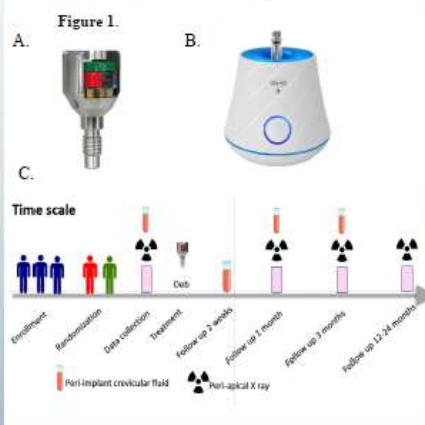 Figure 1.
A.
B.
C.
Time scale
Deb
Enrollment
Randomization
Data collection
Treatment
Follow up 2 weeks
Follow up 1 month
Follow up 3 months
Follow up 12-24 months
Peri-implant crevicular fluid
Peri-apical X ray